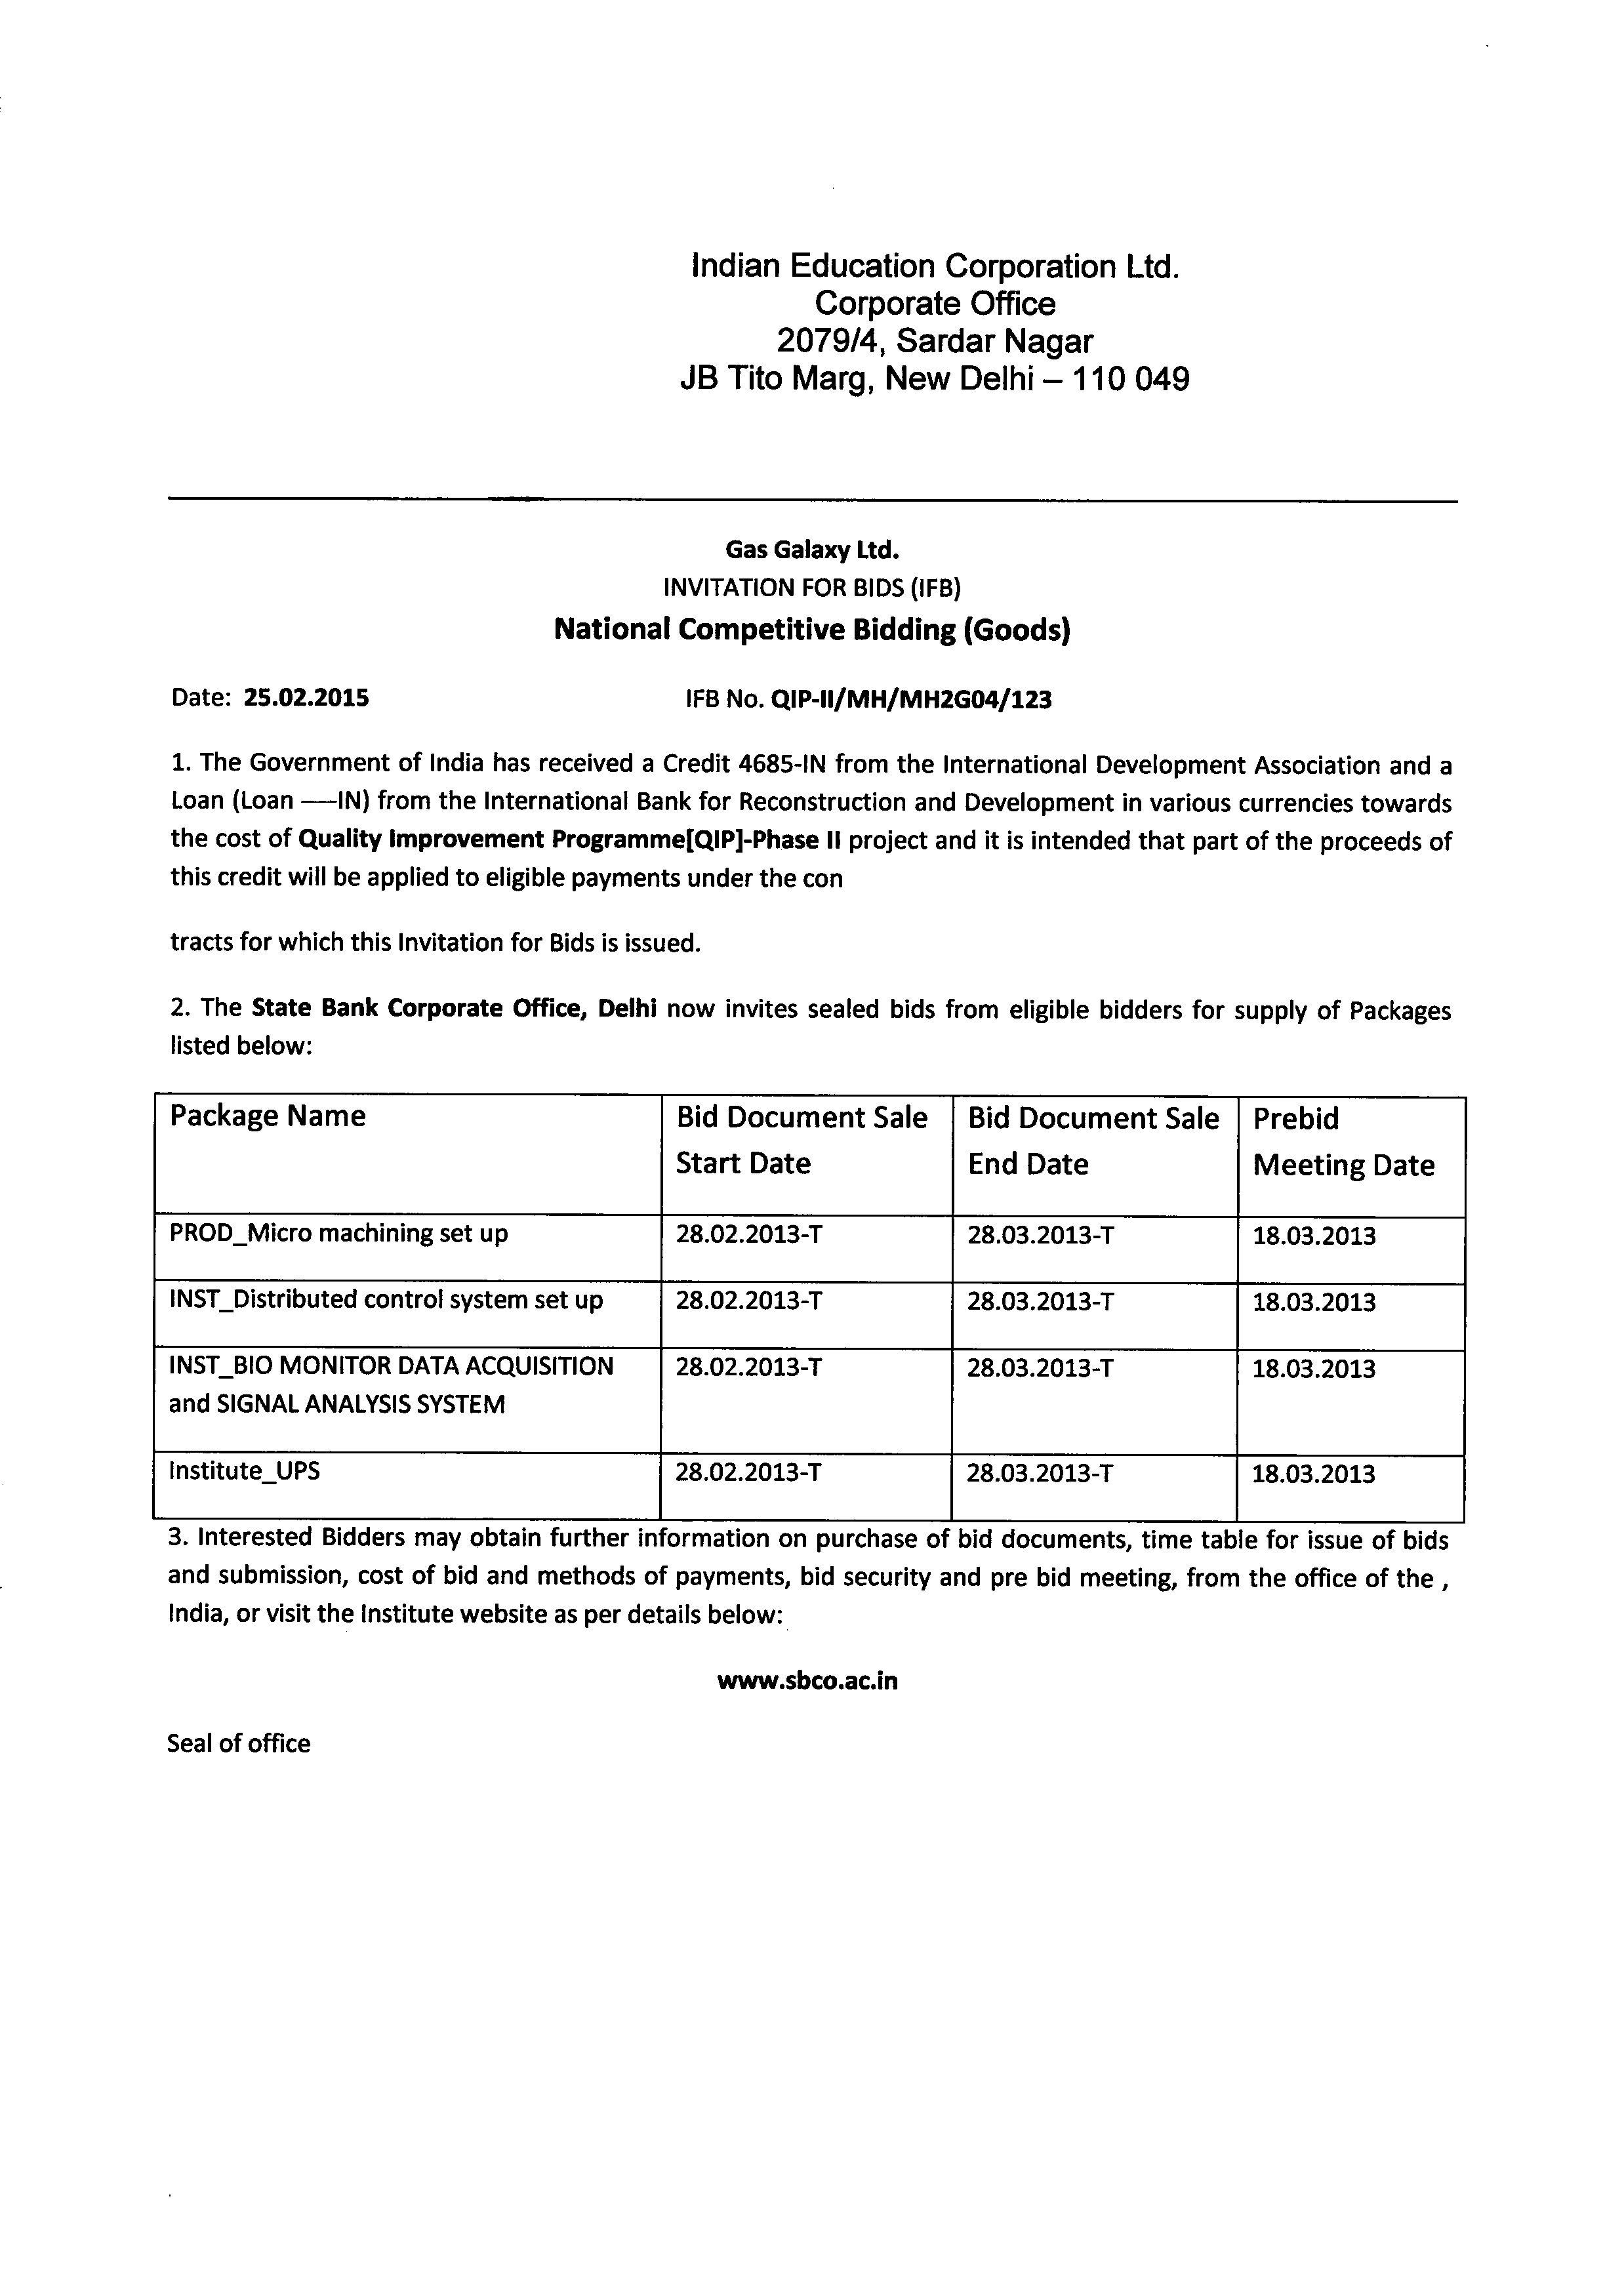 Indian Education Corporation Ltd.
Corporate Office
2079/4, Sardar Nagar
JB Tito Marg, New Delhi – 110 049
Gas Galaxy Ltd.
INVITATION FOR BIDS (IFB)
National Competitive Bidding (Goods)
Date: 25.02.2015 IFB No. QIP-II/MH/MH2G04/123
1. The Government of India has received a Credit 4685-IN from the International Development Association and a
Loan (Loan —–IN) from the International Bank for Reconstruction and Development in various currencies towards
the cost of Quality Improvement Programme[QIP]-Phase II project and it is intended that part of the proceeds of
this credit will be applied to eligible payments under the con
tracts for which this Invitation for Bids is issued.
2. The State Bank Corporate Office, Delhi now invites sealed bids from eligible bidders for supply of Packages
listed below:
Package Name Bid Document Sale Bid Document Sale Prebid
Start Date End Date Meeting Date
PROD_Micro machining set up 28.02.2013-T 28.03.2013-T 18.03.2013
INST_Distributed control system set up 28.02.2013-T 28.03.2013-T 18.03.2013
INST_BIO MONITOR DATA ACQUISITION 28.02.2013-T 28.03.2013-T 18.03.2013
and SIGNAL ANALYSIS SYSTEM
Institute_UPS 28.02.2013-T 28.03.2013-T 18.03.2013
3. Interested Bidders may obtain further information on purchase of bid documents, time table for issue of bids
and submission, cost of bid and methods of payments, bid security and pre bid meeting, from the office of the ,
India, or visit the Institute website as per details below:
www.sbco.ac.in
Seal of office